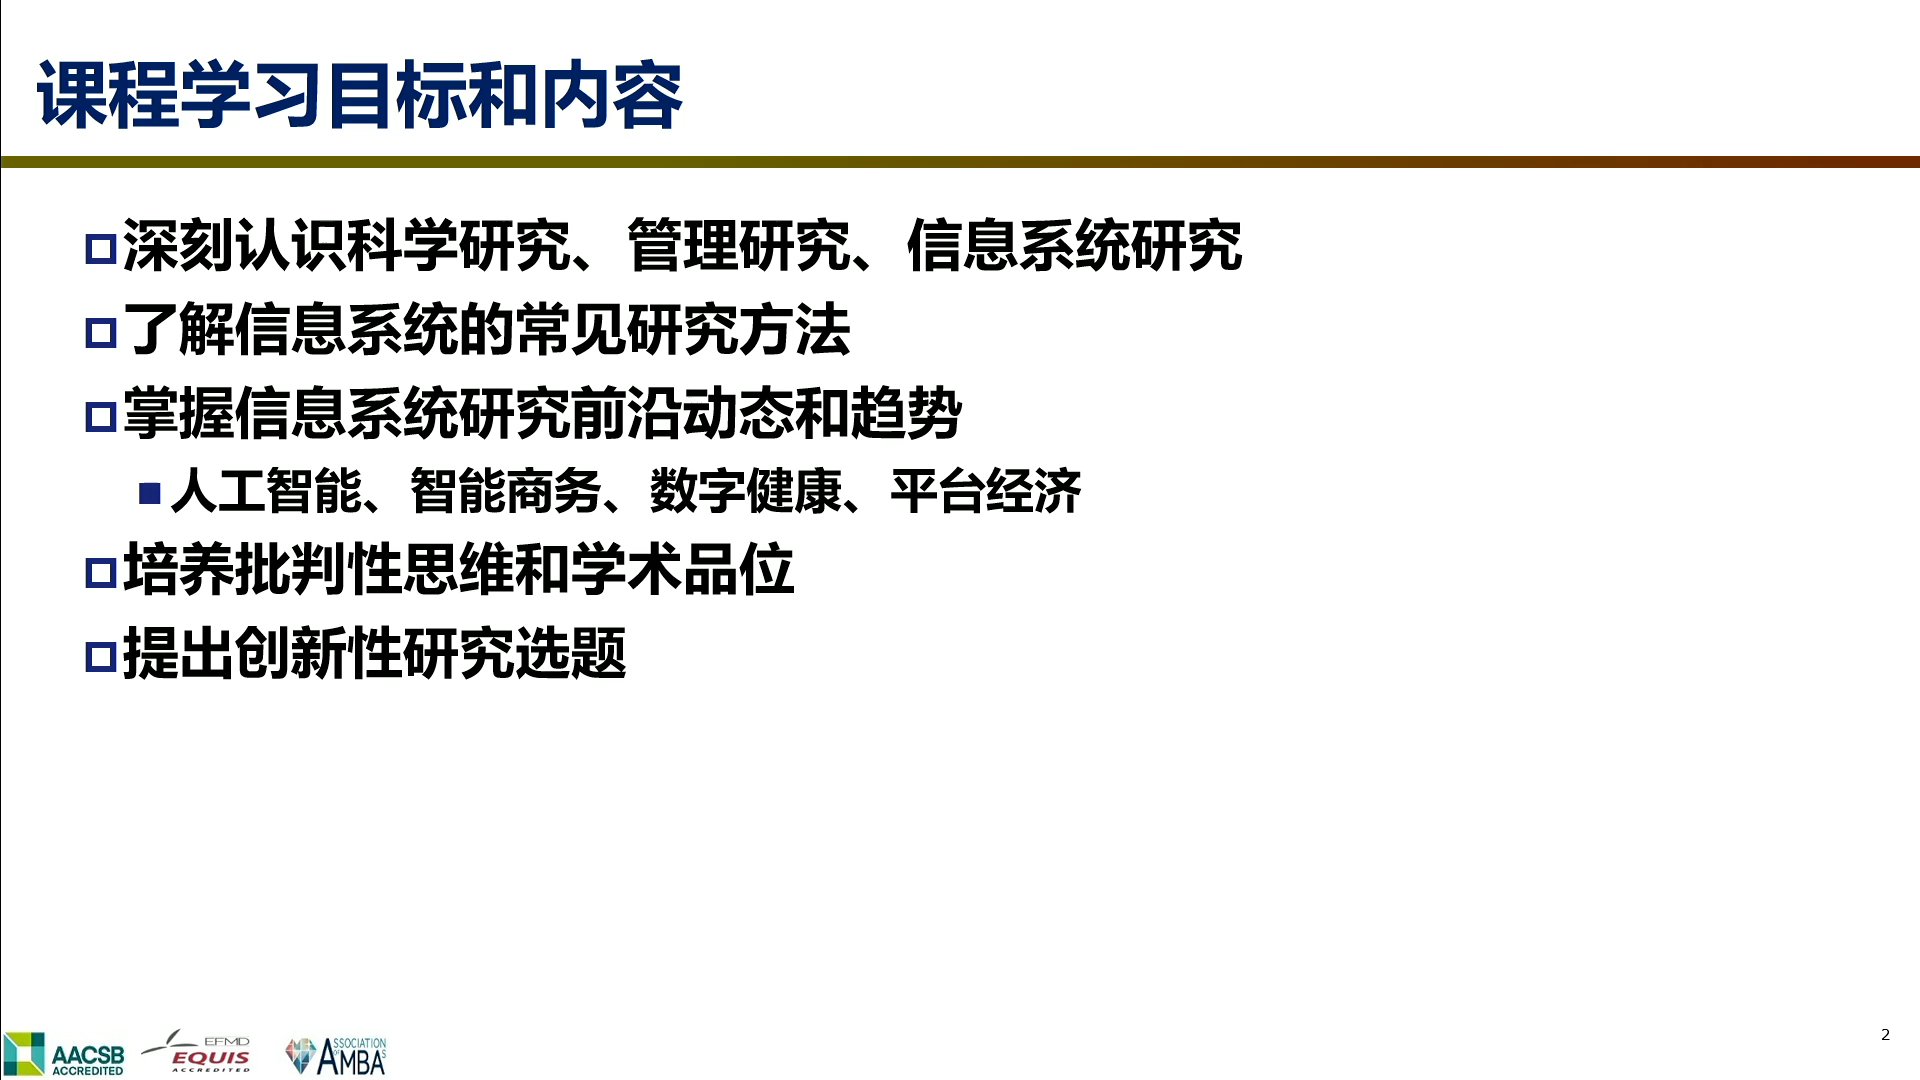 课程学习目标和内容
深刻认识科学研究、管理研究、信息系统研究
了解信息系统的常见研究方法
掌握信息系统研究前沿动态和趋势
人工智能、智能商务、数字健康、平台经济
培养批判性思维和学术品位
提出创新性研究选题
AACSB
ACCREDITED
EFMD
EQUIS
ACCREDITED
ASSOCIATION
OF
AMBAs
2